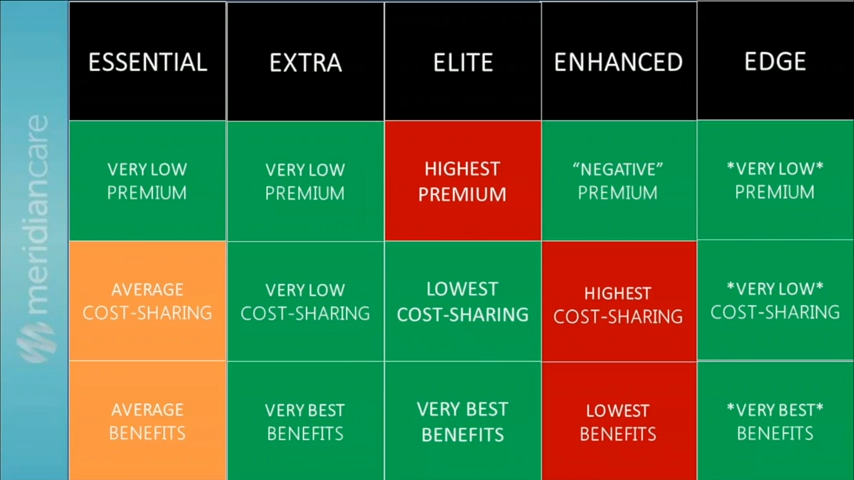 meridiancare
ESSENTIAL
EXTRA
ELITE
ENHANCED
EDGE
VERY LOW
PREMIUM
VERY LOW
PREMIUM
HIGHEST
PREMIUM
“NEGATIVE”
PREMIUM
*VERY LOW*
PREMIUM
AVERAGE
COST-SHARING
VERY LOW
COST-SHARING
LOWEST
COST-SHARING
HIGHEST
COST-SHARING
*VERY LOW*
COST-SHARING
AVERAGE
BENEFITS
VERY BEST
BENEFITS
VERY BEST
BENEFITS
LOWEST
BENEFITS
*VERY BEST*
BENEFITS